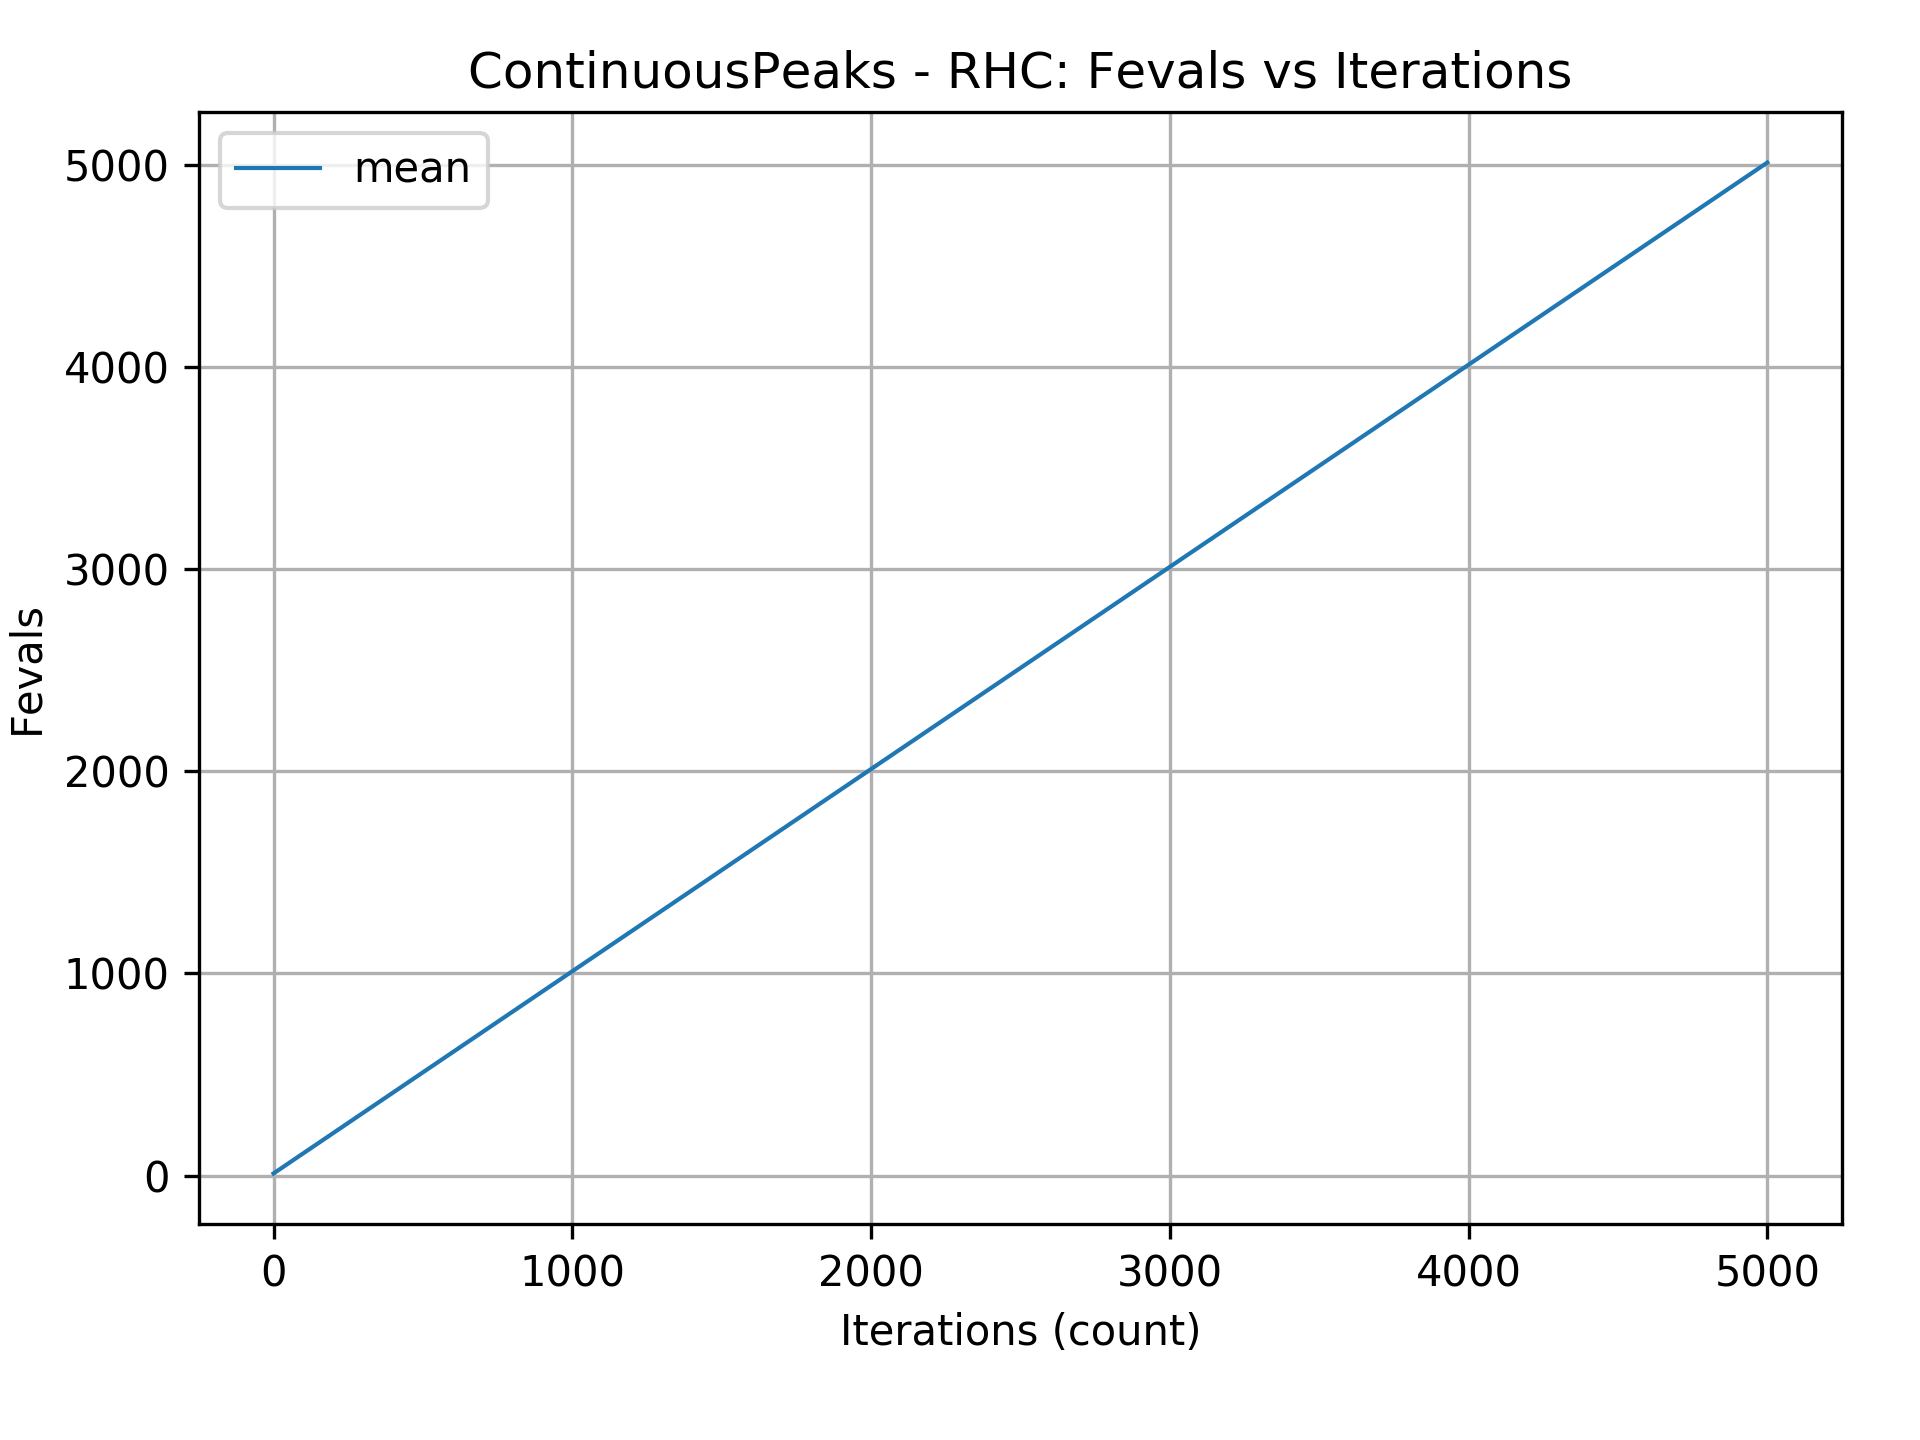 ContinuousPeaks - RHC: Fevals vs Iterations
mean
5000
4000
3000
2000
1000
0
Fevals
0 1000 2000 3000 4000 5000
Iterations (count)